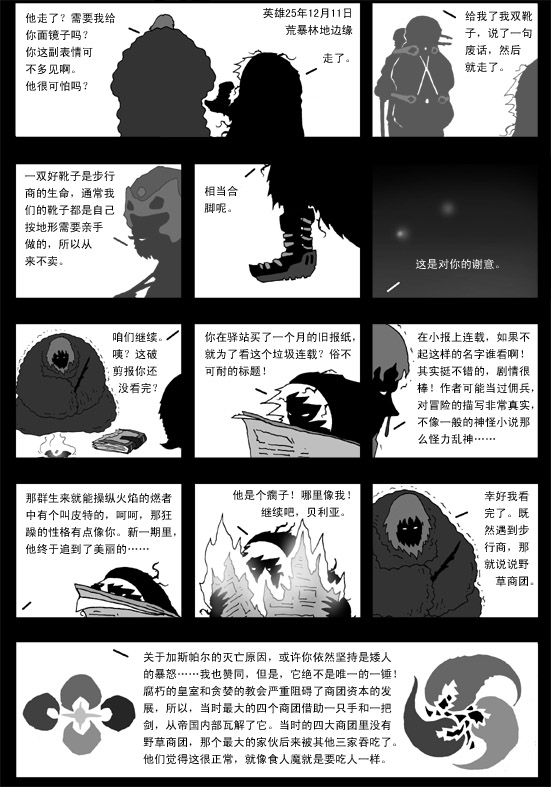 他走了？需要我给
你面镜子吗？
你这副表情可
不多见啊。
他很可怕吗？
英雄25年12月11日
荒暴林地边缘
走了。
给我了我双靴
子，说了一句
废话，然后
就走了。
一双好靴子是步行
商的生命，通常我
们的靴子都是自己
按地形需要亲手
做的，所以从
来不卖。
相当合
脚呢。
这是对你的谢意。
咱们继续。
咦？这破
剪报你还
没看完？
你在驿站买了一个月的旧报纸，
就为了看这个垃圾连载？俗不
可耐的标题！
在小报上连载，如果不
起这样的名字谁看啊！
其实挺不错的，剧情很
棒！作者可能当过佣兵，
对冒险的描写非常真实，
不像一般的神怪小说那
么怪力乱神……
那群生来就能操纵火焰的燃者
中有个叫皮特的，呵呵，那狂
躁的性格有点像你。新一期里，
他终于追到了美丽的……
他是个瘸子！哪里像我！
继续吧，贝利亚。
幸好我看
完了。既
然遇到步
行商，那
就说说野
草商团。
关于加斯帕尔的灭亡原因，或许你依然坚持是矮人
的暴怒……我也赞同，但是，它绝不是唯一的一锤！
腐朽的皇室和贪婪的教会严重阻碍了商团资本的发
展，所以，当时最大的四个商团借助一只手和一把
剑，从帝国内部瓦解了它。当时的四大商团里没有
野草商团，那个最大的家伙后来被其他三家吞吃了。
他们觉得这很正常，就像食人魔就是要吃人一样。